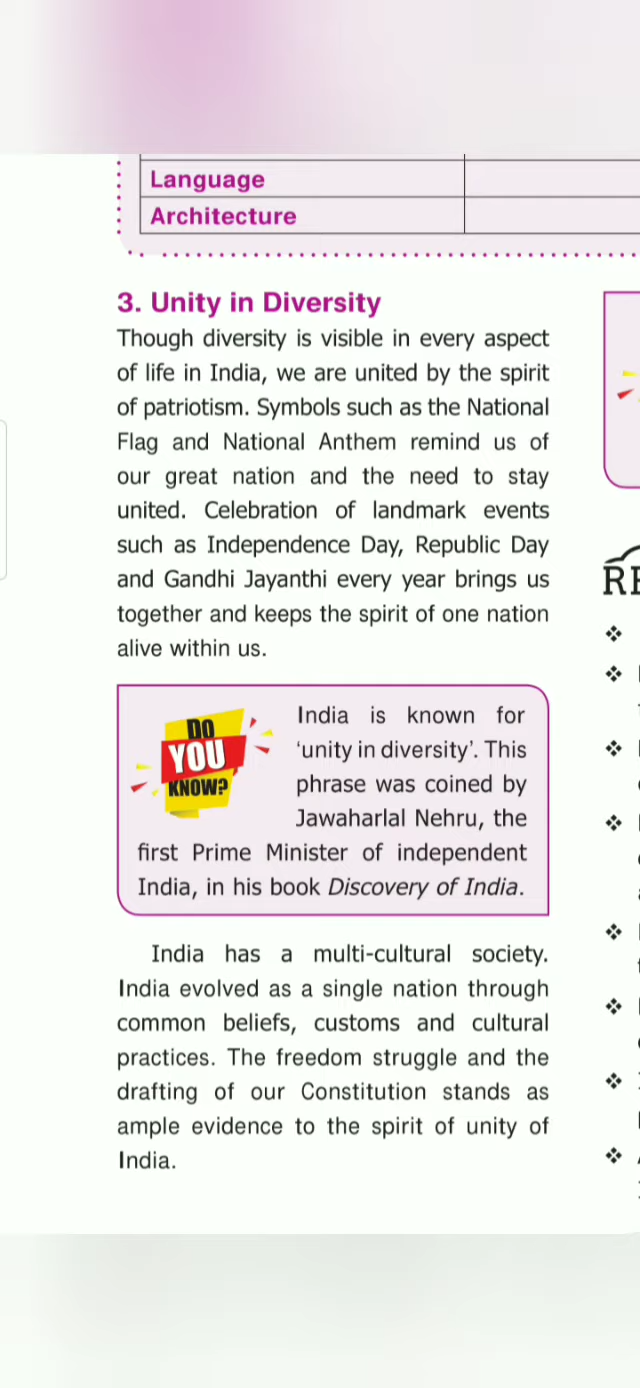 Language
Architecture
3. Unity in Diversity
Though diversity is visible in every aspect
of life in India, we are united by the spirit
of patriotism. Symbols such as the National
Flag and National Anthem remind us of
our great nation and the need to stay
united. Celebration of landmark events
such as Independence Day, Republic Day
and Gandhi Jayanthi every year brings us
together and keeps the spirit of one nation
alive within us.
DO
YOU
KNOW?
India is known for
‘unity in diversity’. This
phrase was coined by
Jawaharlal Nehru, the
first Prime Minister of independent
India, in his book Discovery of India.
India has a multi-cultural society.
India evolved as a single nation through
common beliefs, customs and cultural
practices. The freedom struggle and the
drafting of our Constitution stands as
ample evidence to the spirit of unity of
India.